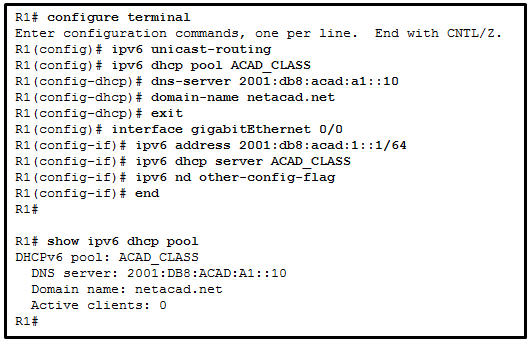 R1# configure terminal
Enter configuration commands, one per line.  End with CNTL/Z.
R1(config)# ipv6 unicast-routing
R1(config)# ipv6 dhcp pool ACAD_CLASS
R1(config-dhcp)# dns-server 2001:db8:acad:a1::10
R1(config-dhcp)# domain-name netacad.net
R1(config-dhcp)# exit
R1(config)# interface gigabitEthernet 0/0
R1(config-if)# ipv6 address 2001:db8:acad:1::1/64
R1(config-if)# ipv6 dhcp server ACAD_CLASS
R1(config-if)# ipv6 nd other-config-flag
R1(config-if)# end
R1#
R1# show ipv6 dhcp pool
DHCPv6 pool: ACAD_CLASS
  DNS server: 2001:DB8:ACAD:A1::10
  Domain name: netacad.net
  Active clients: 0
R1#